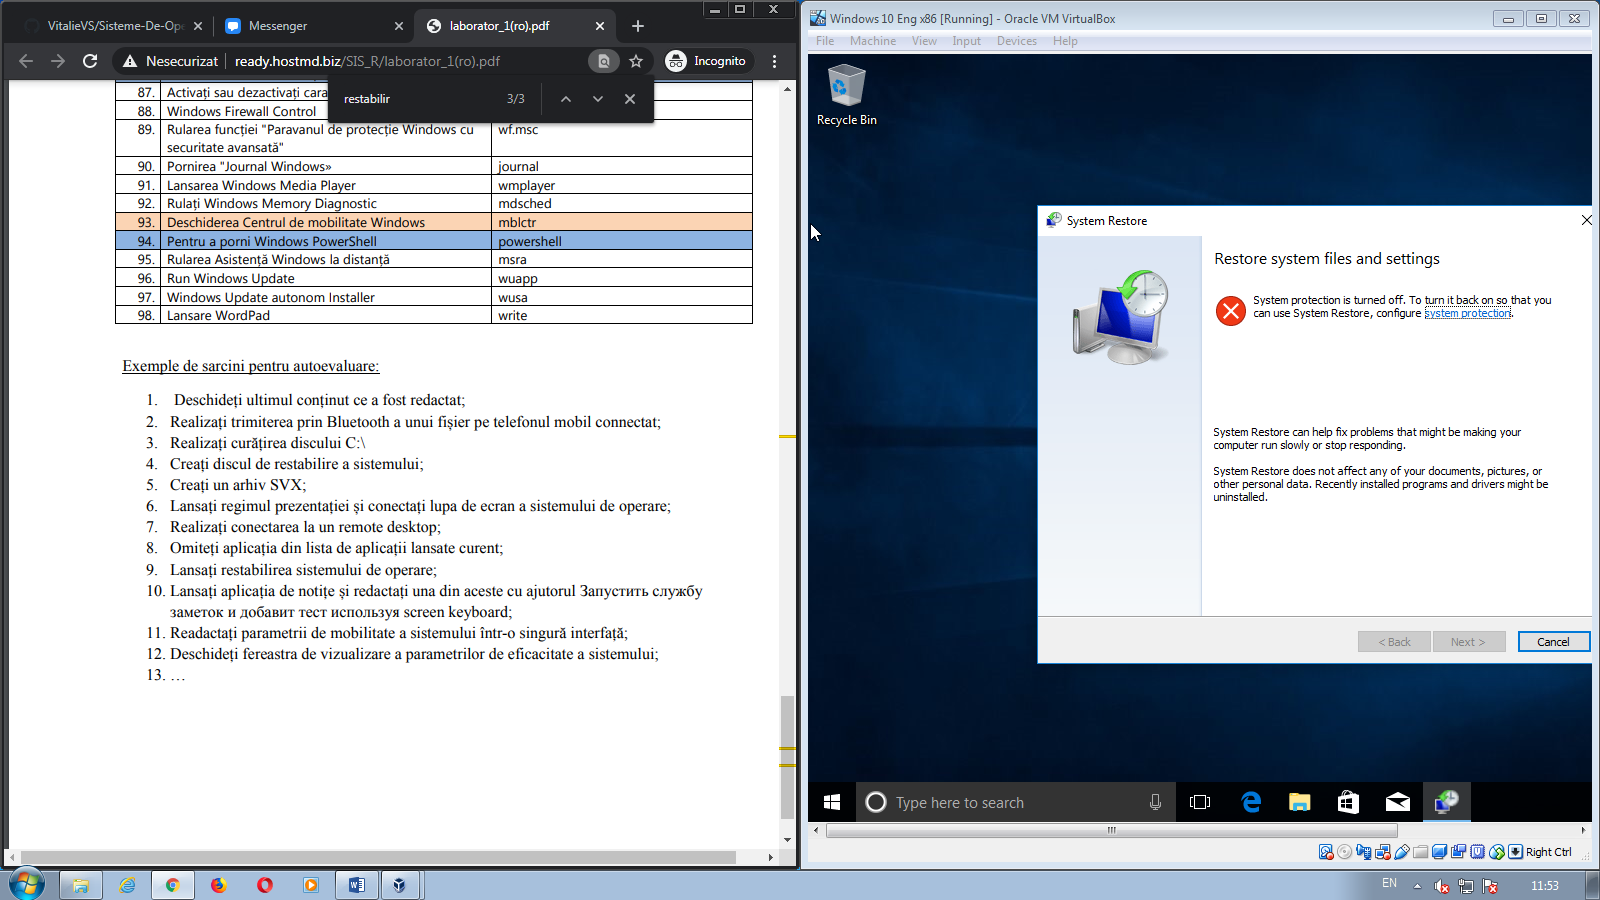 VitalieVS/Sisteme-De-Ope
Messenger
laborator_1(ro).pdf
Nesecurizat
ready.hostmd.biz/SIS_R/laborator_1(ro).pdf
Incognito
restabilir
3/3
87. Activați sau dezactivați cara
88. Windows Firewall Control
89. Rularea funcției "Paravanul de protecție Windows cu wf.msc
securitate avansată"
90. Pornirea "Journal Windows» journal
91. Lansarea Windows Media Player wmplayer
92. Rulați Windows Memory Diagnostic mdsched
93. Deschiderea Centrul de mobilitate Windows mblctr
94. Pentru a porni Windows PowerShell powershell
95. Rularea Asistență Windows la distanță msra
96. Run Windows Update wuapp
97. Windows Update autonom Installer wusa
98. Lansare WordPad write
Exemple de sarcini pentru autoevaluare:
1. Deschideți ultimul conținut ce a fost redactat;
2. Realizați trimiterea prin Bluetooth a unui fișier pe telefonul mobil connectat;
3. Realizați curățirea discului C:\
4. Creați discul de restabilire a sistemului;
5. Creați un arhiv SVX;
6. Lansați regimul prezentației și conectați lupa de ecran a sistemului de operare;
7. Realizați conectarea la un remote desktop;
8. Omiteți aplicația din lista de aplicații lansate curent;
9. Lansați restabilirea sistemului de operare;
10. Lansați aplicația de notițe și redactați una din aceste cu ajutorul Запустить службу
заметок и добавит тест используя screen keyboard;
11. Readactați parametrii de mobilitate a sistemului într-o singură interfață;
12. Deschideți fereastra de vizualizare a parametrilor de eficacitate a sistemului;
13. …
Windows 10 Eng x86 [Running] - Oracle VM VirtualBox
File Machine View Input Devices Help
Recycle Bin
System Restore
Restore system files and settings
System protection is turned off. To turn it back on so that you
can use System Restore, configure system protection.
System Restore can help fix problems that might be making your
computer run slowly or stop responding.
System Restore does not affect any of your documents, pictures, or
other personal data. Recently installed programs and drivers might be
uninstalled.
< Back
Next >
Cancel
Type here to search
Right Ctrl
EN
11:53